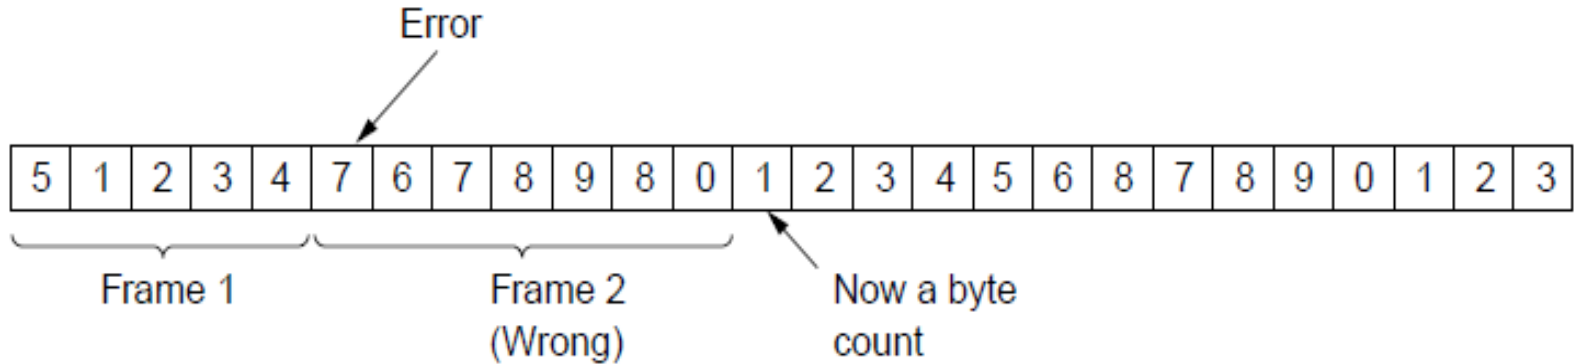 Error
5 1 2 3 4 7 6 7 8 9 8 0 1 2 3 4 5 6 8 7 8 9 0 1 2 3
Frame 1
Frame 2
(Wrong)
Now a byte
count